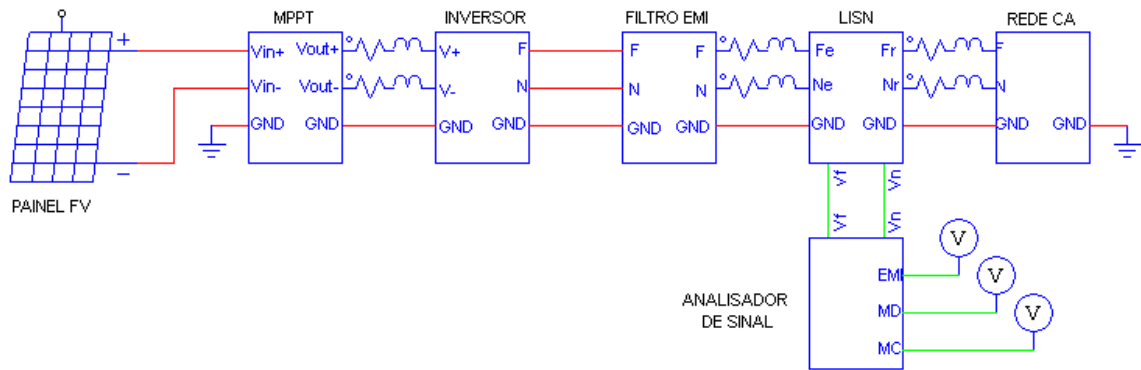 MPPT INVERSOR FILTRO EMI LISN REDE CA
+ Vin+ Vout+ V+ F F F Fe Fr F
Vin- Vout- V- N N N Ne Nr N
GND GND GND GND GND GND GND GND GND GND
−
PAINEL FV
Vf Vn
Vf Vn
V
EMI
V
ANALISADOR
DE SINAL
MD
V
MC